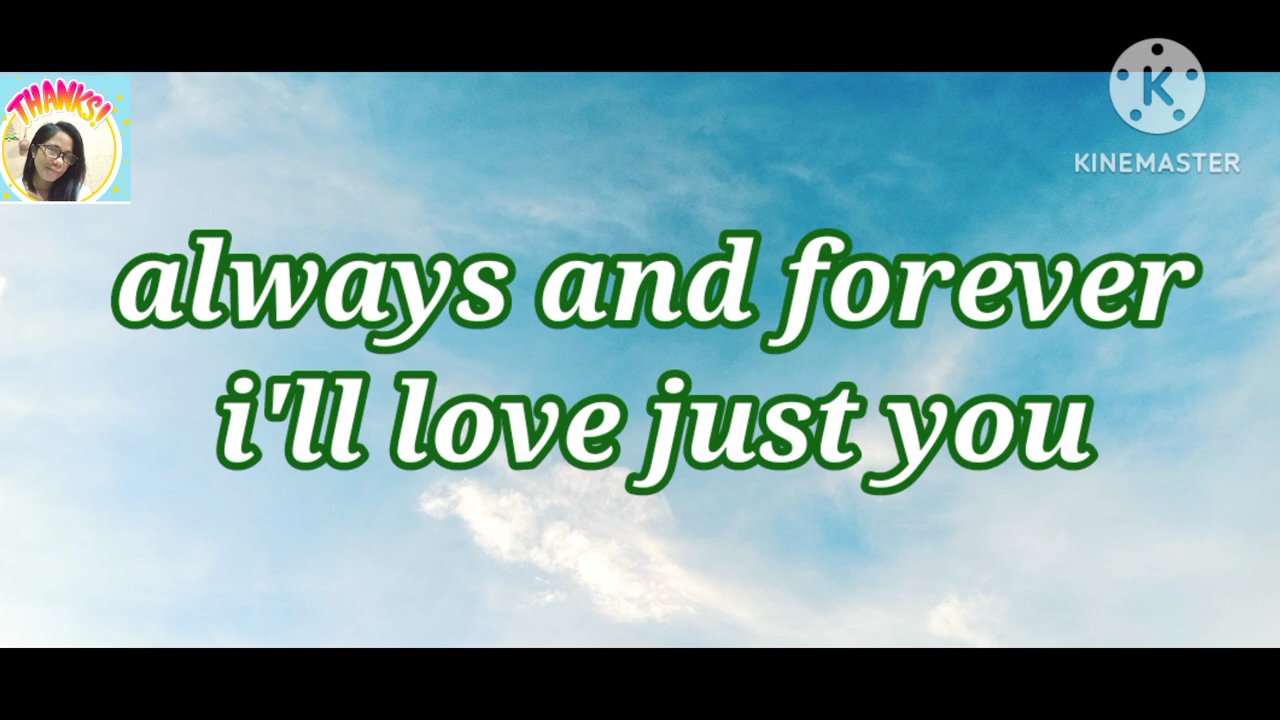 THANKS!
K
KINEMASTER
always and forever
i'll love just you